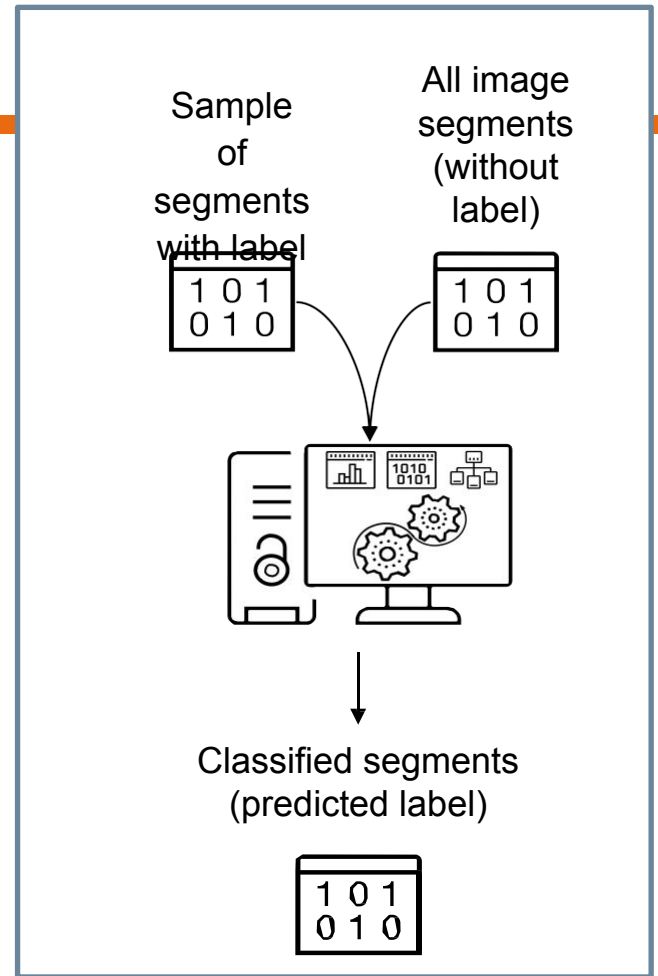 Sample
of
segments
with label
All image
segments
(without
label)
1 0 1
0 1 0
1 0 1
0 1 0
1010
0101
Classified segments
(predicted label)
1 0 1
0 1 0